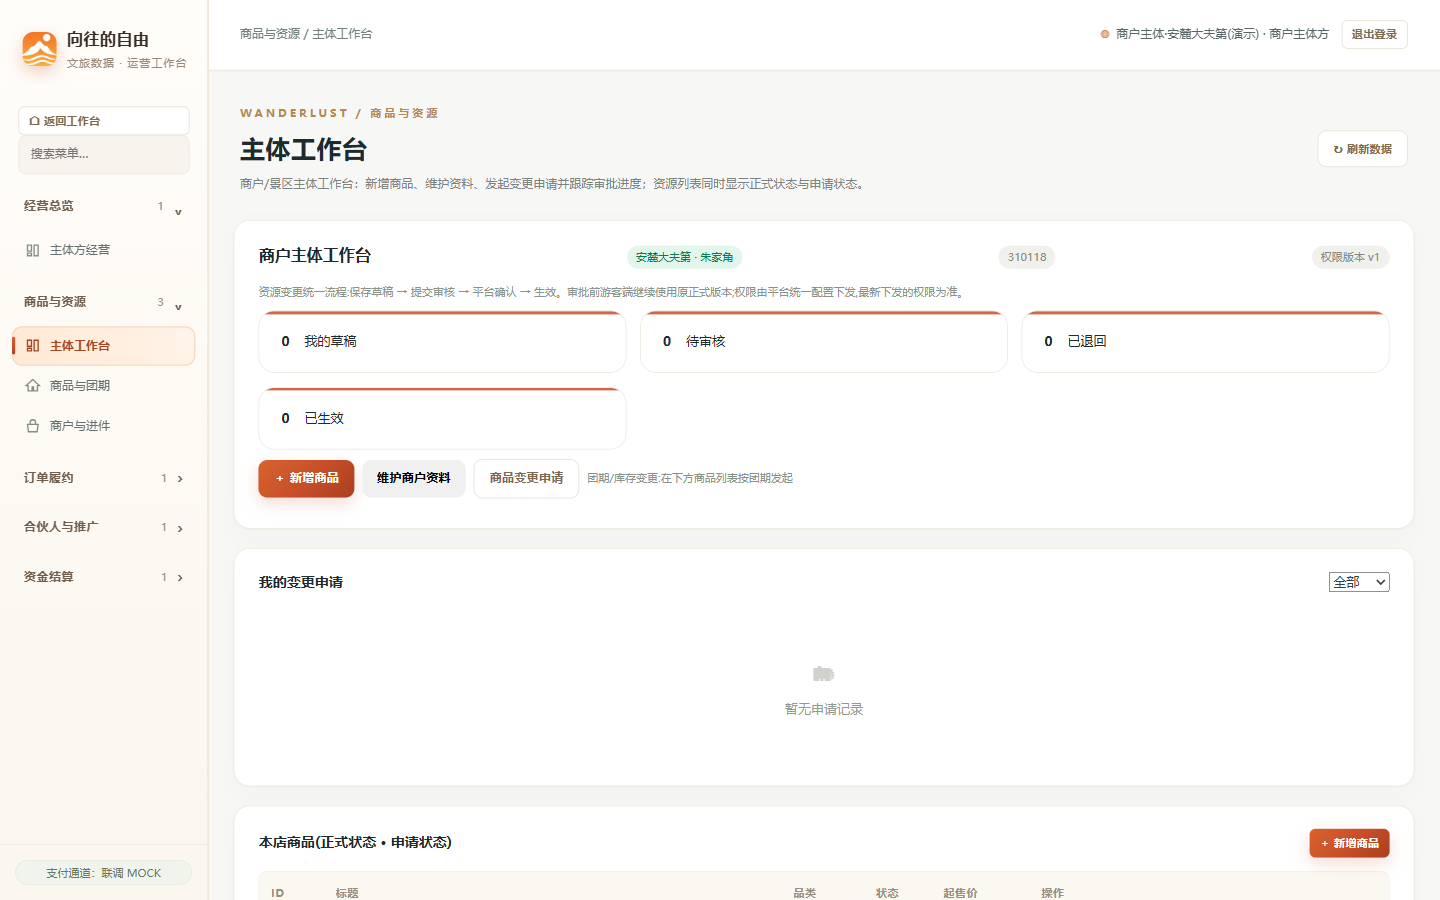 向往的自由
文旅数据 · 运营工作台
返回工作台
搜索菜单...
经营总览 1
主体方经营
商品与资源 3
主体工作台
商品与团期
商户与进件
订单履约 1
合伙人与推广 1
资金结算 1
支付通道：联调 MOCK
商品与资源 / 主体工作台
商户主体·安麓大夫第(演示) · 商户主体方
退出登录
WANDERLUST / 商品与资源
主体工作台
商户/景区主体工作台：新增商品、维护资料、发起变更申请并跟踪审批进度；资源列表同时显示正式状态与申请状态。
↻ 刷新数据
商户主体工作台
安麓大夫第 · 朱家角
310118
权限版本 v1
资源变更统一流程:保存草稿 → 提交审核 → 平台确认 → 生效。审批前游客端继续使用原正式版本;权限由平台统一配置下发,最新下发的权限为准。
0 我的草稿
0 待审核
0 已退回
0 已生效
+ 新增商品
维护商户资料
商品变更申请
团期/库存变更:在下方商品列表按团期发起
我的变更申请
全部
暂无申请记录
本店商品(正式状态 • 申请状态)
+ 新增商品
ID 标题 品类 状态 起售价 操作